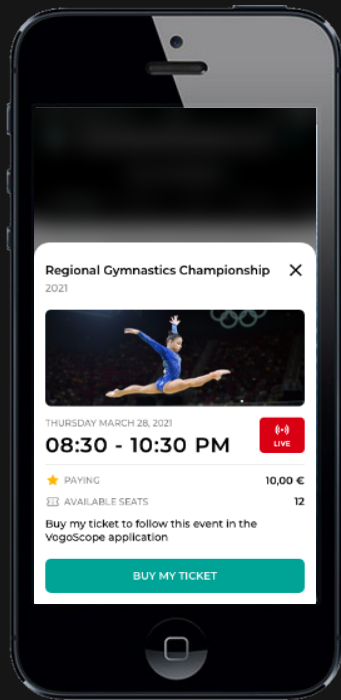 Regional Gymnastics Championship
2021
THURSDAY MARCH 28, 2021
08:30 - 10:30 PM
LIVE
PAYING 10,00 €
AVAILABLE SEATS 12
Buy my ticket to follow this event in the
VogoScope application
BUY MY TICKET